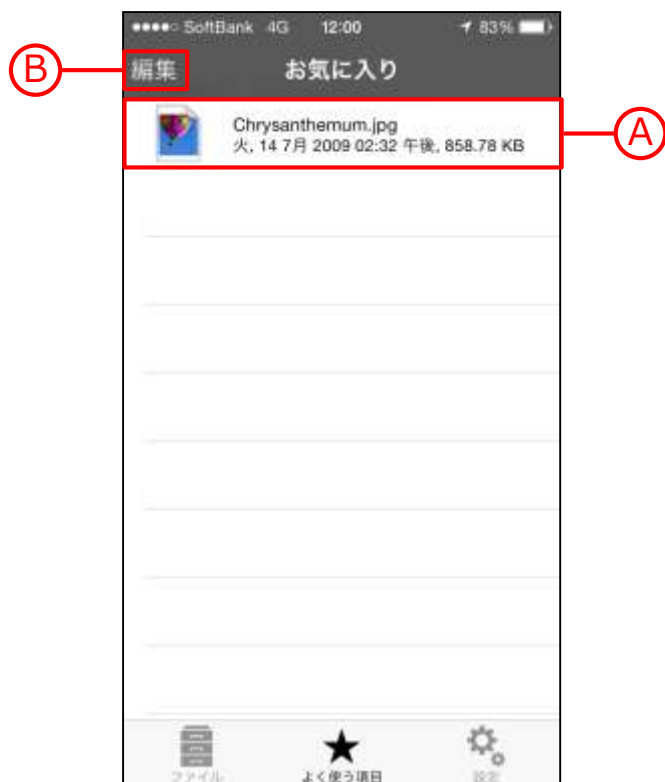 SoftBank 4G 12:00 83%
B
編集 お気に入り
Chrysanthemum.jpg
火, 14 7月 2009 02:32 午後, 858.78 KB
A
ファイル よく使う項目 設定